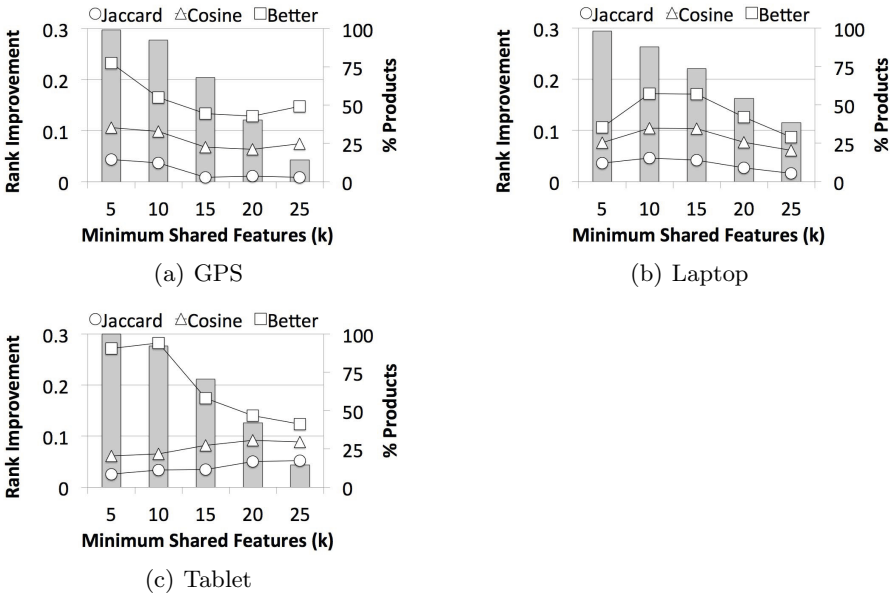 Jaccard Cosine Better
0.3
0.2
0.1
0
100
75
50
25
0
Rank Improvement
% Products
5 10 15 20 25
Minimum Shared Features (k)
(a) GPS
Jaccard Cosine Better
0.3
0.2
0.1
0
100
75
50
25
0
Rank Improvement
% Products
5 10 15 20 25
Minimum Shared Features (k)
(b) Laptop
Jaccard Cosine Better
0.3
0.2
0.1
0
100
75
50
25
0
Rank Improvement
% Products
5 10 15 20 25
Minimum Shared Features (k)
(c) Tablet